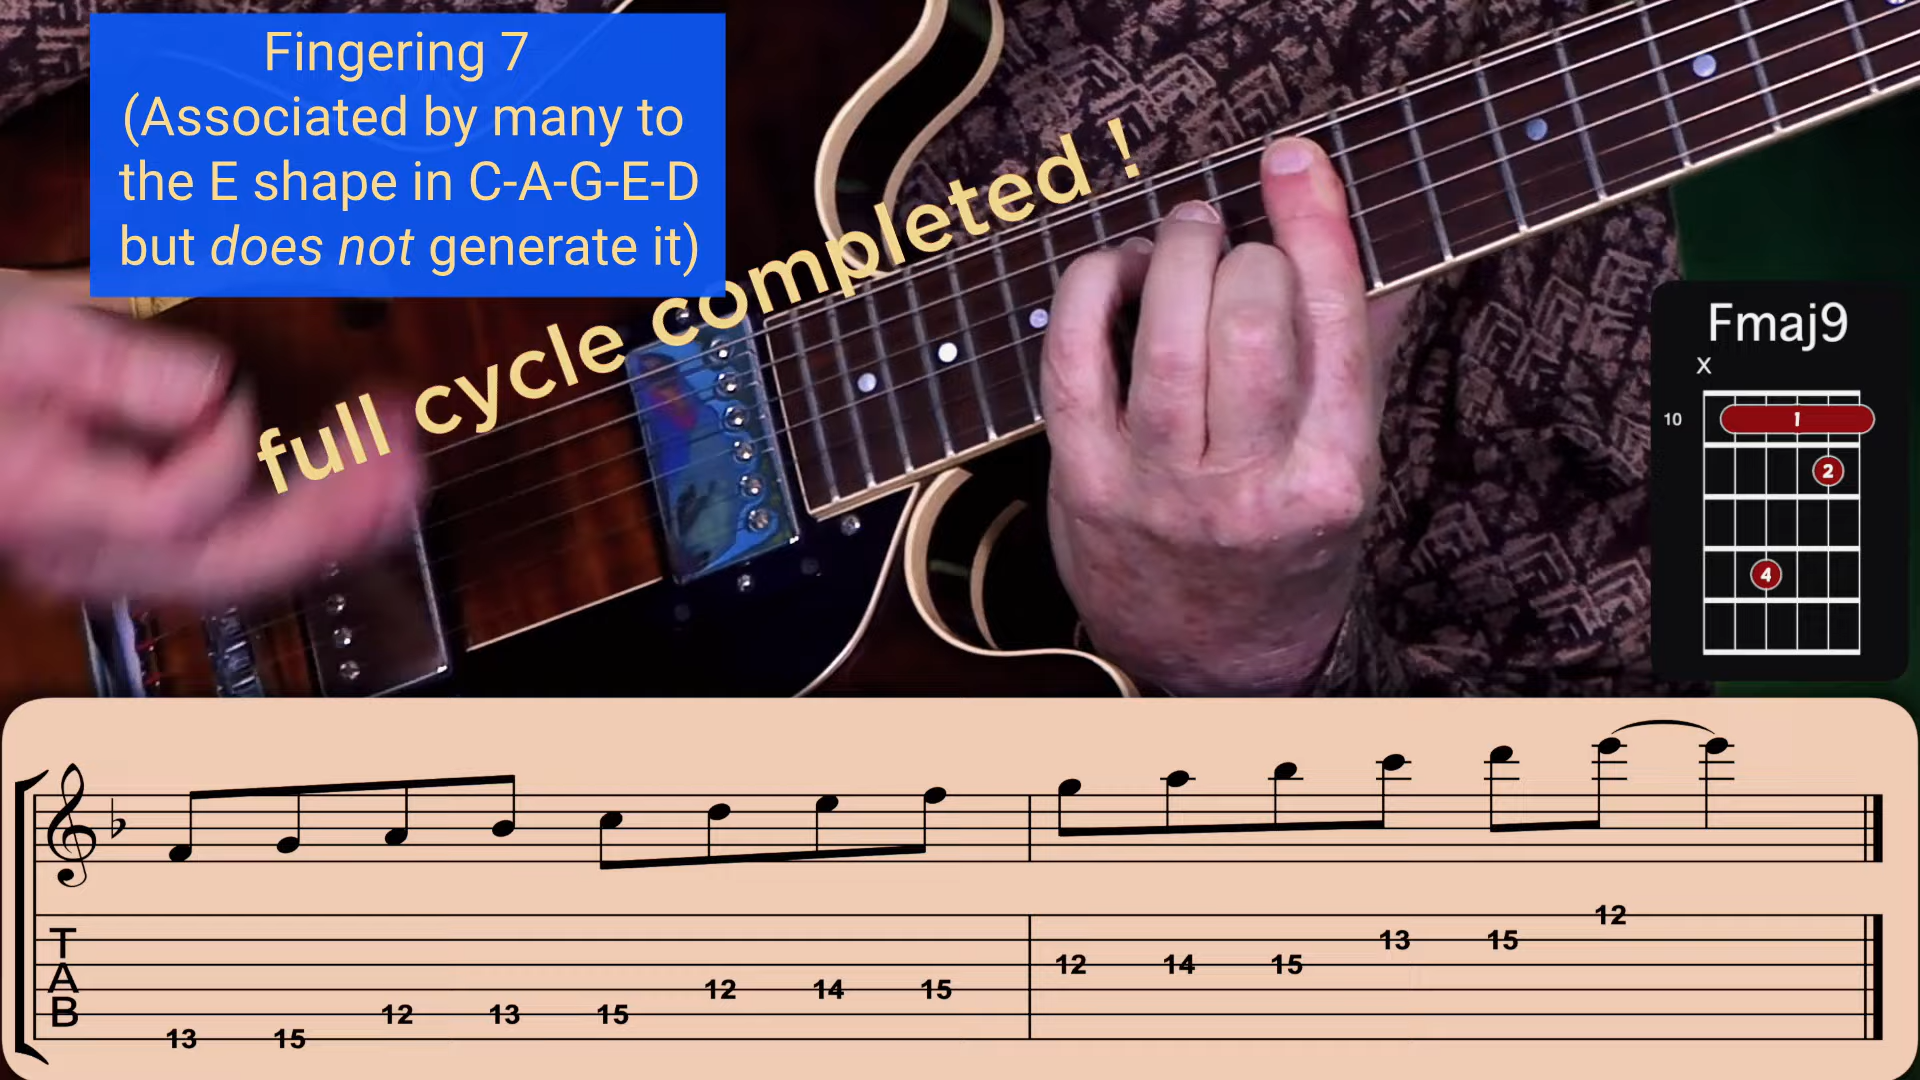 Fingering 7
(Associated by many to
the E shape in C-A-G-E-D
but does not generate it)
full cycle completed !
Fmaj9
x
10
1
2
4
T
A
B
12
13 15
12 14 15
12 14 15
12 13 15
13 15